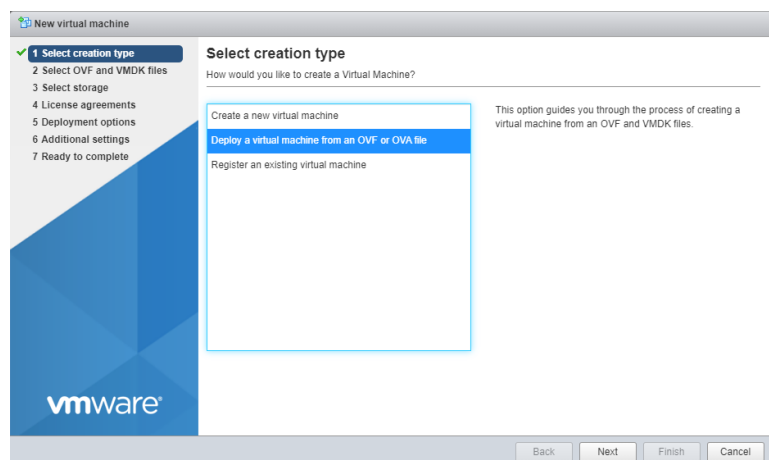 New virtual machine
1 Select creation type
2 Select OVF and VMDK files
3 Select storage
4 License agreements
5 Deployment options
6 Additional settings
7 Ready to complete
vmware®
Select creation type
How would you like to create a Virtual Machine?
Create a new virtual machine
Deploy a virtual machine from an OVF or OVA file
Register an existing virtual machine
This option guides you through the process of creating a
virtual machine from an OVF and VMDK files.
Back
Next
Finish
Cancel